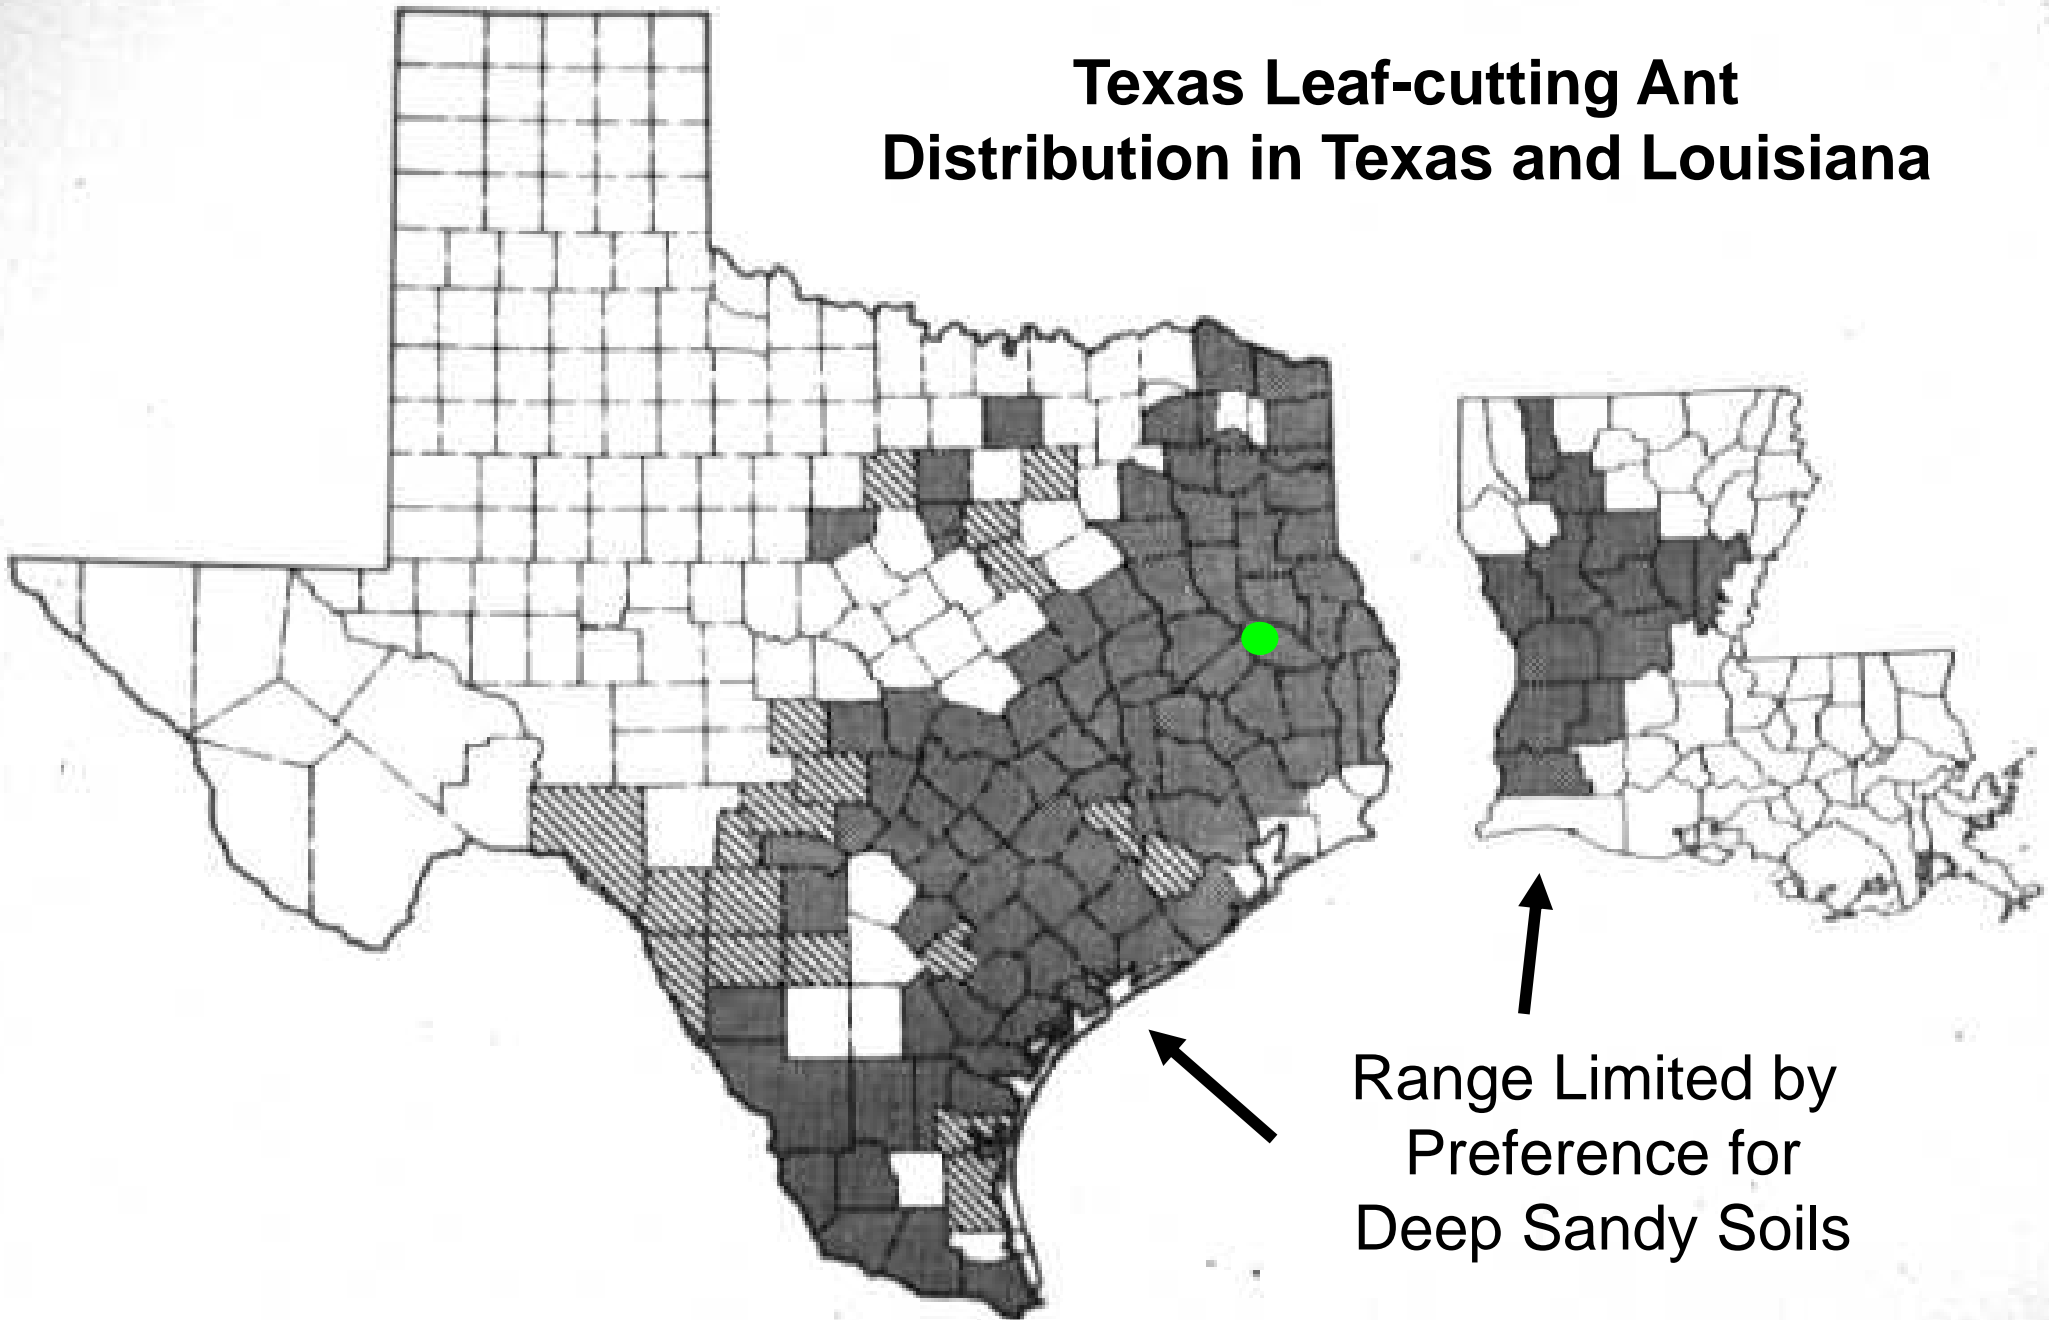 Texas Leaf-cutting Ant
Distribution in Texas and Louisiana
Range Limited by
Preference for
Deep Sandy Soils